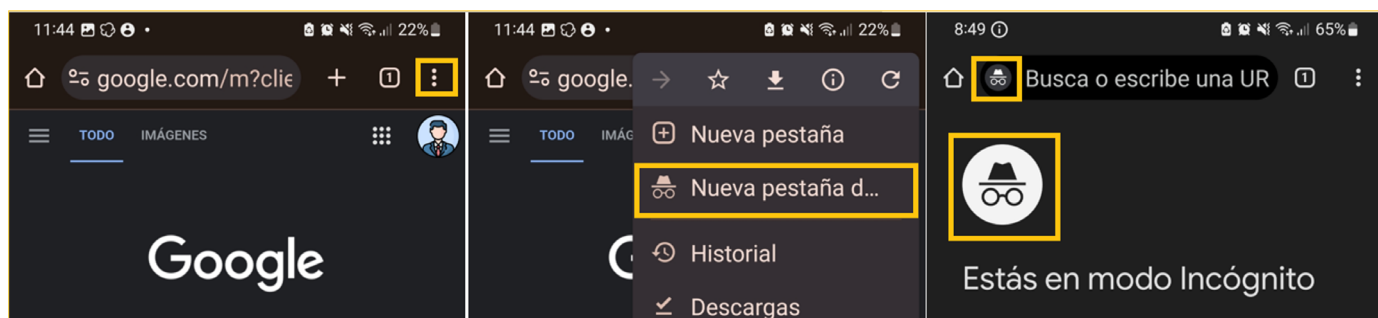 11:44
22%
google.com/m?clie
1
TODO IMÁGENES
Google
11:44
22%
google.
TODO IMÁG
G
Nueva pestaña
Nueva pestaña d...
Historial
Descargas
8:49
65%
Busca o escribe una UR
1
Estás en modo Incógnito